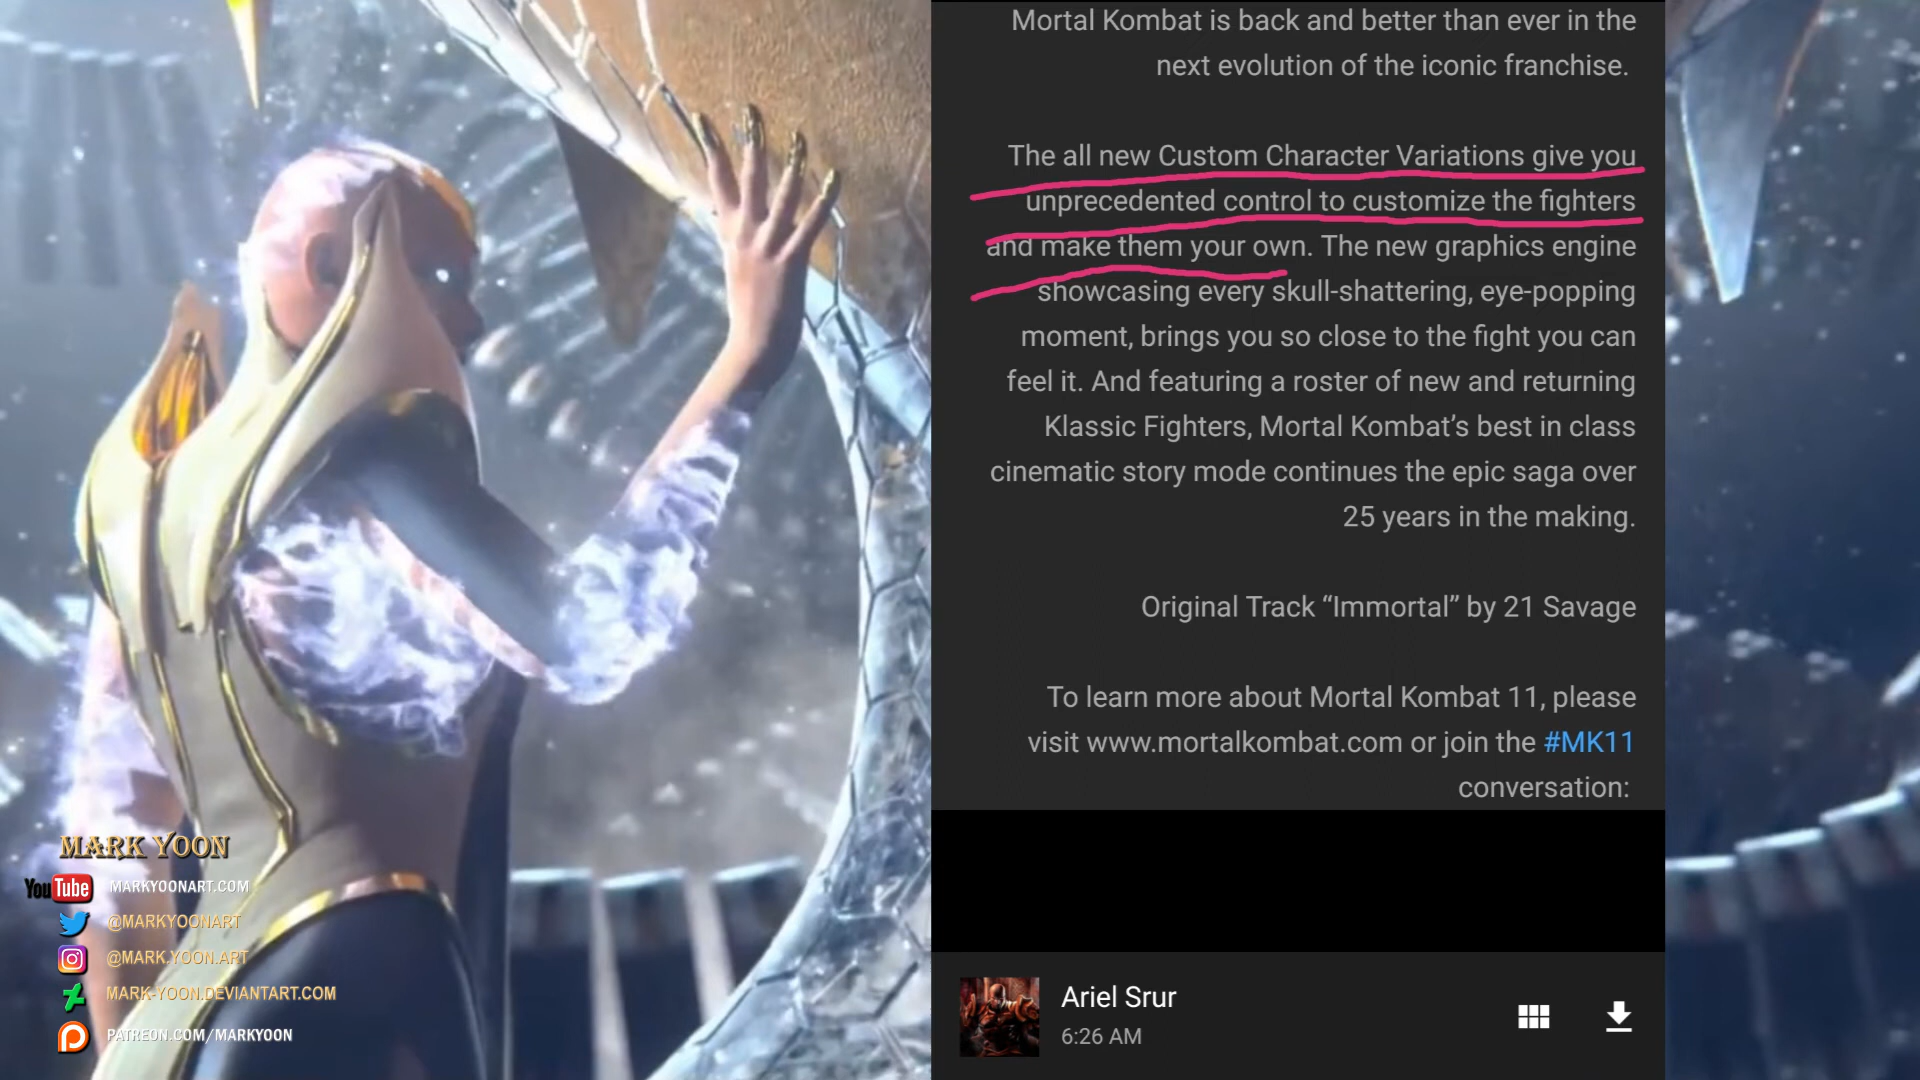 Mortal Kombat is back and better than ever in the
next evolution of the iconic franchise.
The all new Custom Character Variations give you
unprecedented control to customize the fighters
and make them your own. The new graphics engine
showcasing every skull-shattering, eye-popping
moment, brings you so close to the fight you can
feel it. And featuring a roster of new and returning
Klassic Fighters, Mortal Kombat’s best in class
cinematic story mode continues the epic saga over
25 years in the making.
Original Track “Immortal” by 21 Savage
To learn more about Mortal Kombat 11, please
visit www.mortalkombat.com or join the #MK11
conversation:
Ariel Srur
6:26 AM
MARK YOON
YouTube MARKYOONART.COM
@MARKYOONART
@MARK.YOON.ART
MARK-YOON.DEVIANTART.COM
PATREON.COM/MARKYOON